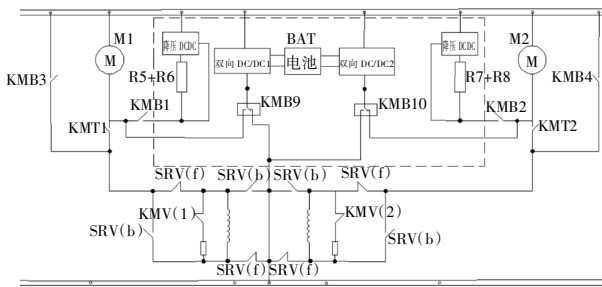 M1
降压 DCDC
BAT
降压 DCDC
M2
M
双向 DC/DC1
电池
双向 DC/DC2
M
KMB3
R5+R6
R7+R8
KMB4
KMB1
KMB9
KMB10
KMB2
KMT1
KMT2
SRV(f)
SRV(b)
SRV(b)
SRV(f)
KMV(1)
KMV(2)
SRV(b)
SRV(b)
SRV(f)
SRV(f)